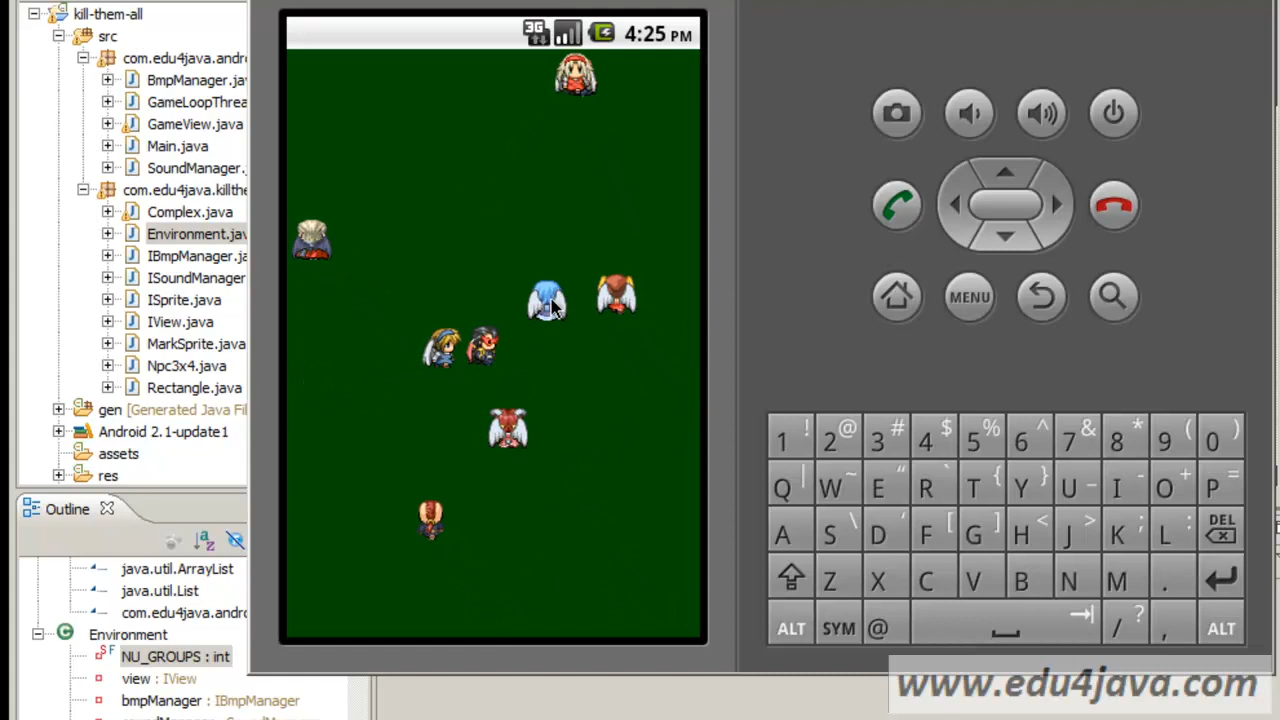 kill-them-all
src
com.edu4java.andro
BmpManager.jav
GameLoopThrea
GameView.java
Main.java
SoundManager.
com.edu4java.killthe
Complex.java
Environment.jav
IBmpManager.ja
ISoundManager
ISprite.java
IView.java
MarkSprite.java
Npc3x4.java
Rectangle.java
gen [Generated Java Fil
Android 2.1-update1
assets
res
Outline
java.util.ArrayList
java.util.List
com.edu4java.andro
Environment
NU_GROUPS : int
view : IView
bmpManager : IBmpManager
3G 4:25 PM
MENU
1 ! 2 @ 3 # 4 $ 5 % 6 ^ 7 & 8 * 9 ( 0 )
Q | W ~ E " R ` T { Y } U _ I - O + P =
A S \ D ' F [ G ] H < J > K ; L : DEL
Z X C V B N M .
ALT SYM @ / ? , ALT
www.edu4java.com